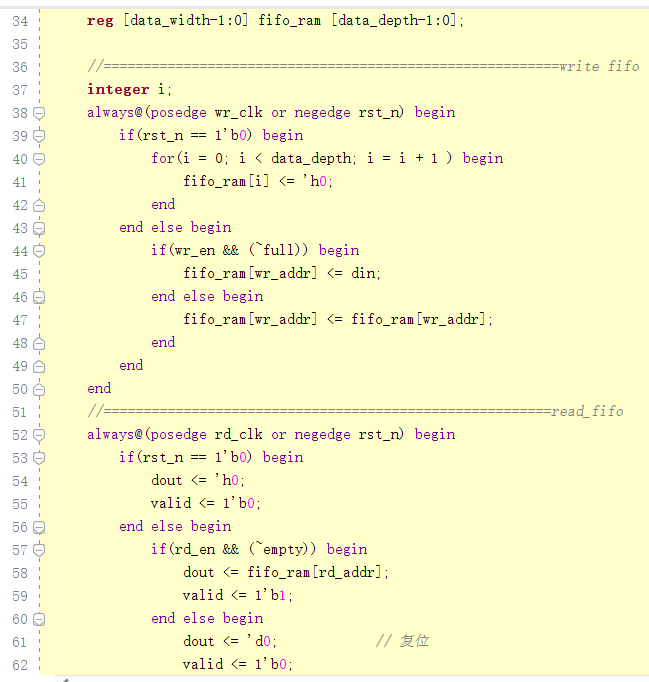 34 reg [data_width-1:0] fifo_ram [data_depth-1:0];
35
36 //=========================================================write fifo
37 integer i;
38 always@(posedge wr_clk or negedge rst_n) begin
39 if(rst_n == 1'b0) begin
40 for(i = 0; i < data_depth; i = i + 1 ) begin
41 fifo_ram[i] <= 'h0;
42 end
43 end else begin
44 if(wr_en && (~full)) begin
45 fifo_ram[wr_addr] <= din;
46 end else begin
47 fifo_ram[wr_addr] <= fifo_ram[wr_addr];
48 end
49 end
50 end
51 //========================================================read_fifo
52 always@(posedge rd_clk or negedge rst_n) begin
53 if(rst_n == 1'b0) begin
54 dout <= 'h0;
55 valid <= 1'b0;
56 end else begin
57 if(rd_en && (~empty)) begin
58 dout <= fifo_ram[rd_addr];
59 valid <= 1'b1;
60 end else begin
61 dout <= 'd0; // 复位
62 valid <= 1'b0;